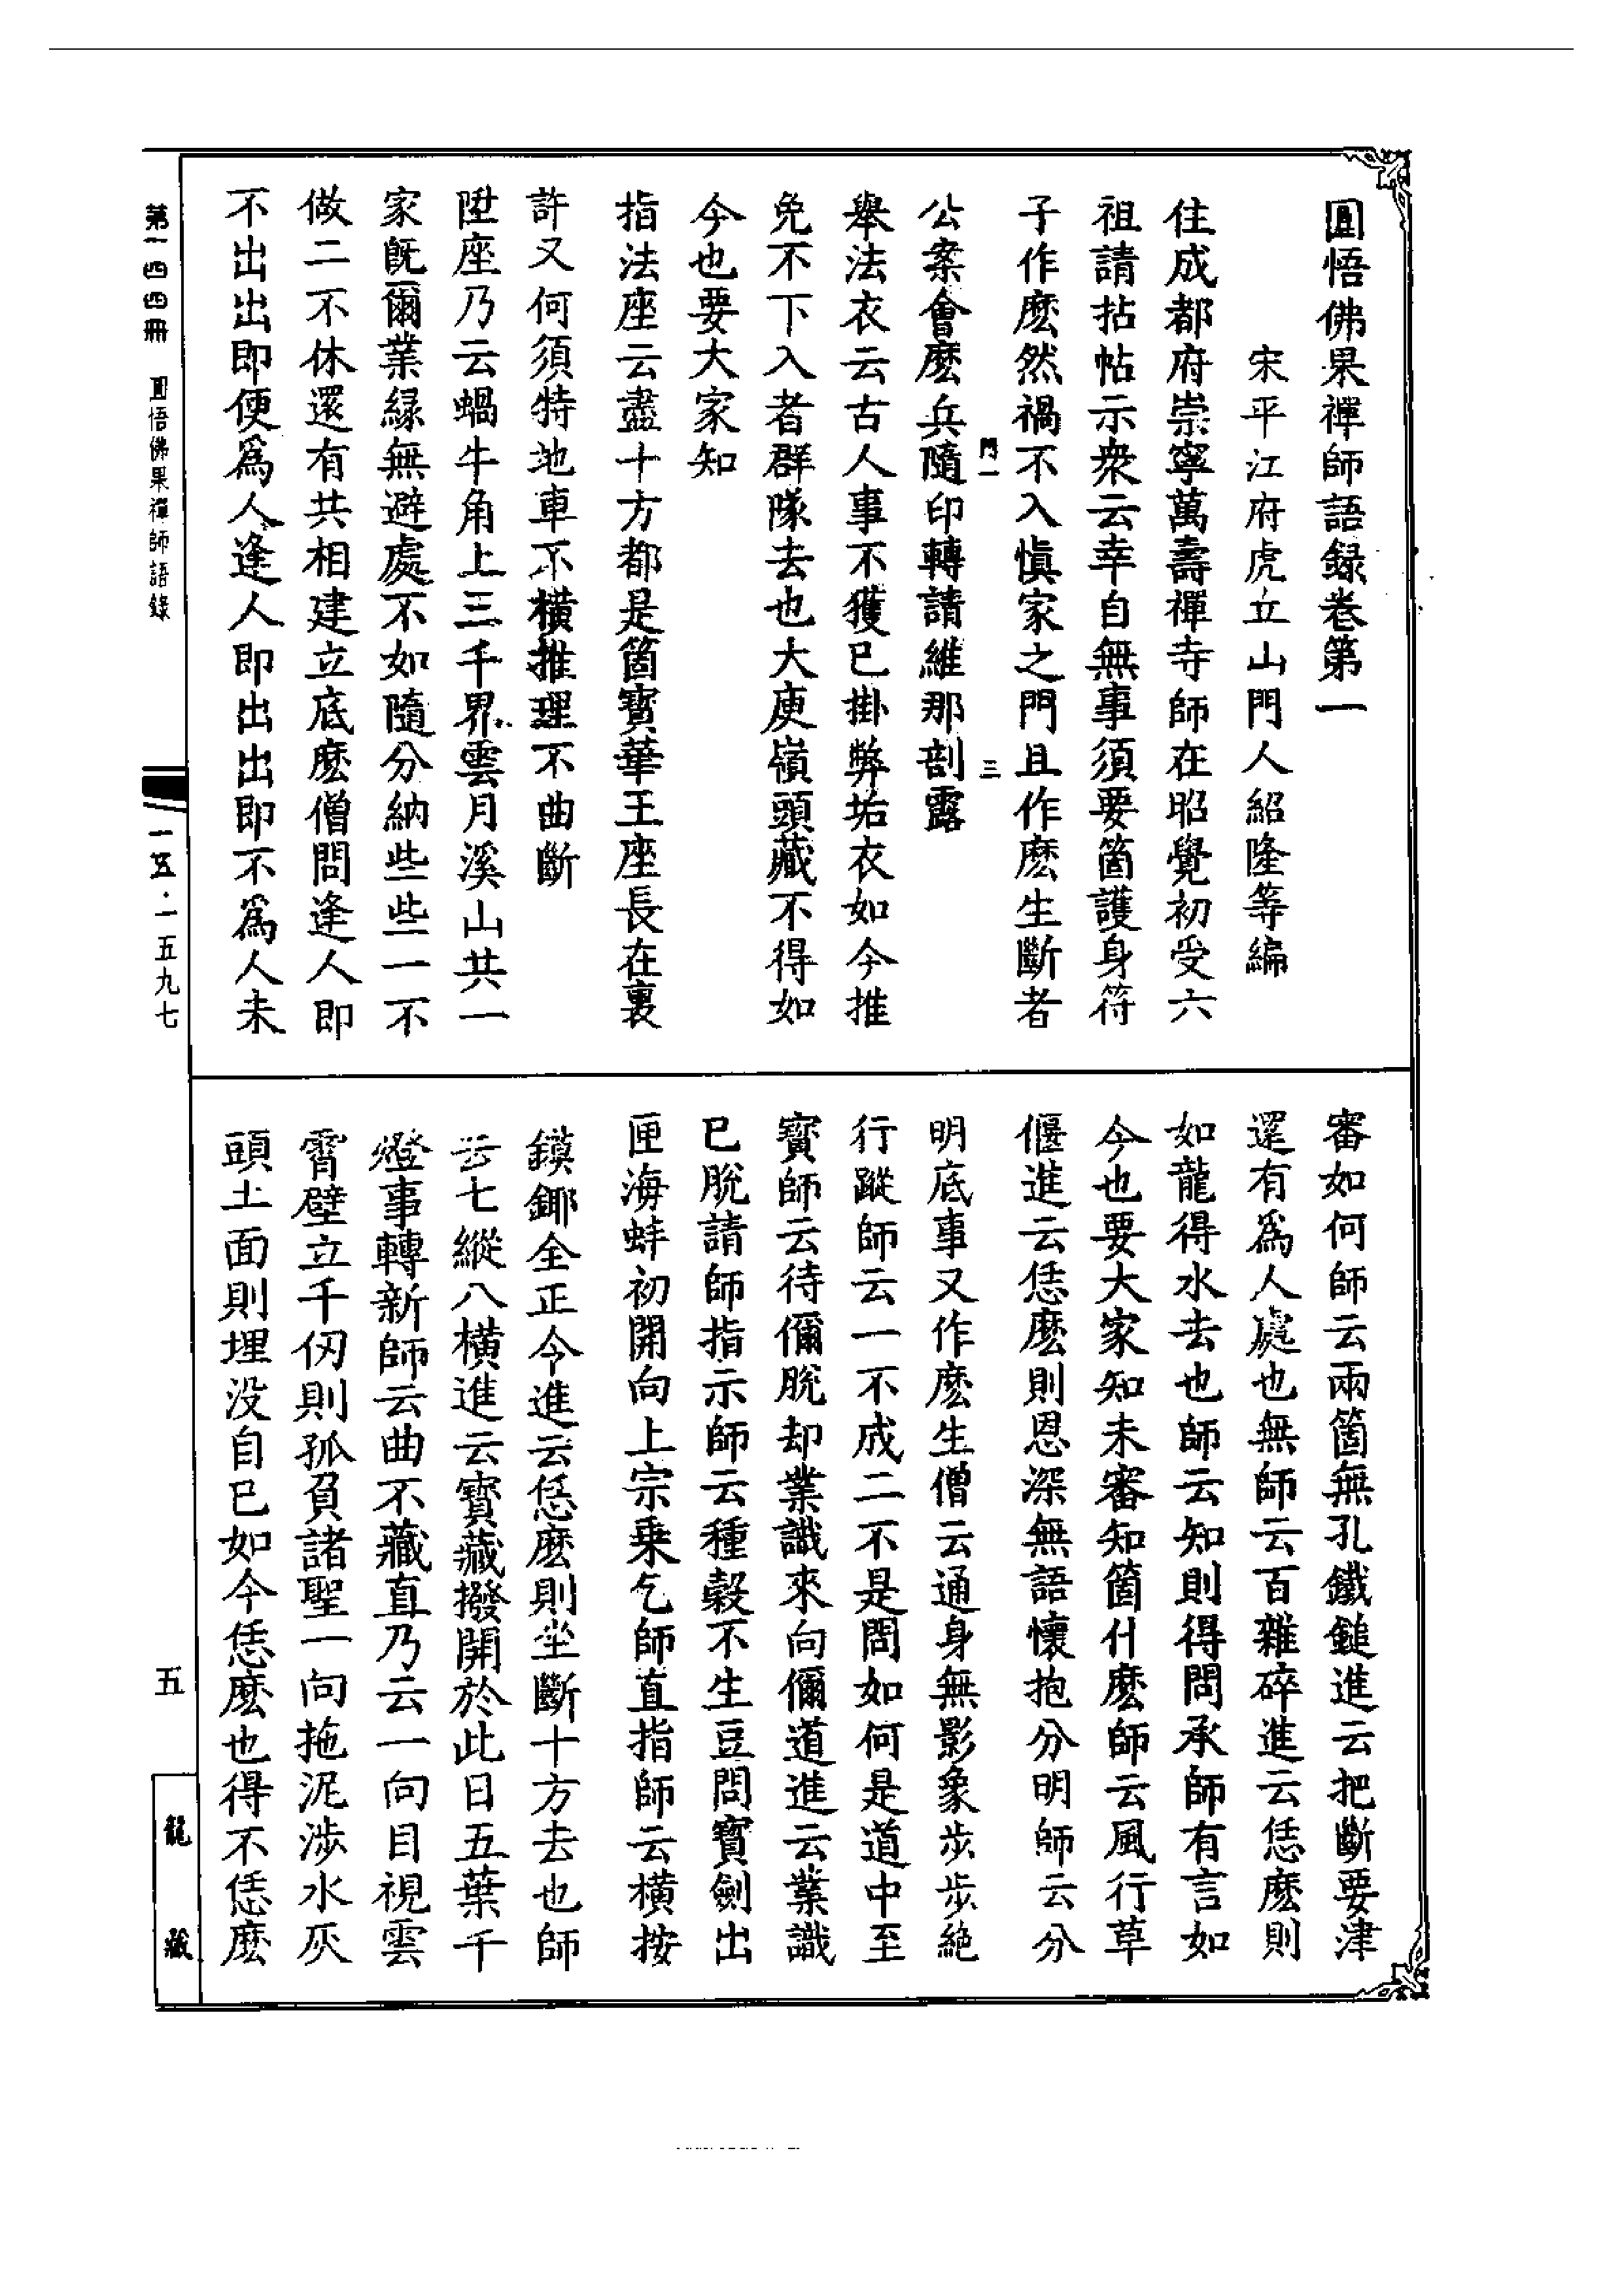 圓悟佛果禪師語録卷第一
宋平江府虎丘山門人紹隆等編
住成都府崇寧萬壽禪寺師在昭覺初受六
祖請拈帖示衆云幸自無事須要箇護身符
子作麽然禍不入慎家之門且作麽生斷者
門一 三
公案會麽兵隨印轉請維那剖露
舉法衣云古人事不獲已掛弊垢衣如今推
免不下入者群隊去也大庾嶺頭藏不得如
今也要大家知
指法座云盡十方都是箇寶華王座長在裏
許又何須特地車不橫推理不曲斷
陞座乃云蝸牛角上三千界雲月溪山共一
家既爾業緑無避處不如隨分納些些一不
做二不休還有共相建立底麽僧問逢人即
不出出即便爲人逢人即出出即不爲人未
審如何師云兩箇無孔鐵鎚進云把斷要津
還有爲人處也無師云百雜碎進云恁麽則
如龍得水去也師云知則得問承師有言如
今也要大家知未審知箇什麽師云風行草
偃進云恁麽則恩深無語懷抱分明師云分
明底事又作麽生僧云通身無影象步步絶
行蹤師云一不成二不是問如何是道中至
寶師云待儞脫却業識來向儞道進云業識
已脫請師指示師云種穀不生豆問寶劍出
匣海蚌初開向上宗乗乞師直指師云橫按
鏌鎁全正令進云恁麽則坐斷十方去也師
云七縱八橫進云寶藏撥開於此日五葉千
燈事轉新師云曲不藏直乃云一向目視雲
霄壁立千仞則孤負諸聖一向拖泥涉水灰
頭土面則埋没自己如今恁麽也得不恁麽
第一四四冊 圓悟佛果禪師語錄
一五·一五九七
五
龍藏